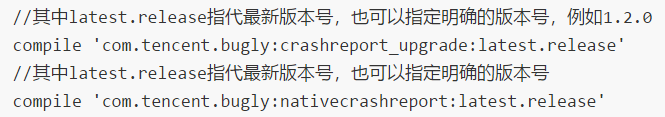 //其中latest.release指代最新版本号，也可以指定明确的版本号，例如1.2.0
compile 'com.tencent.bugly:crashreport_upgrade:latest.release'
//其中latest.release指代最新版本号，也可以指定明确的版本号
compile 'com.tencent.bugly:nativecrashreport:latest.release'